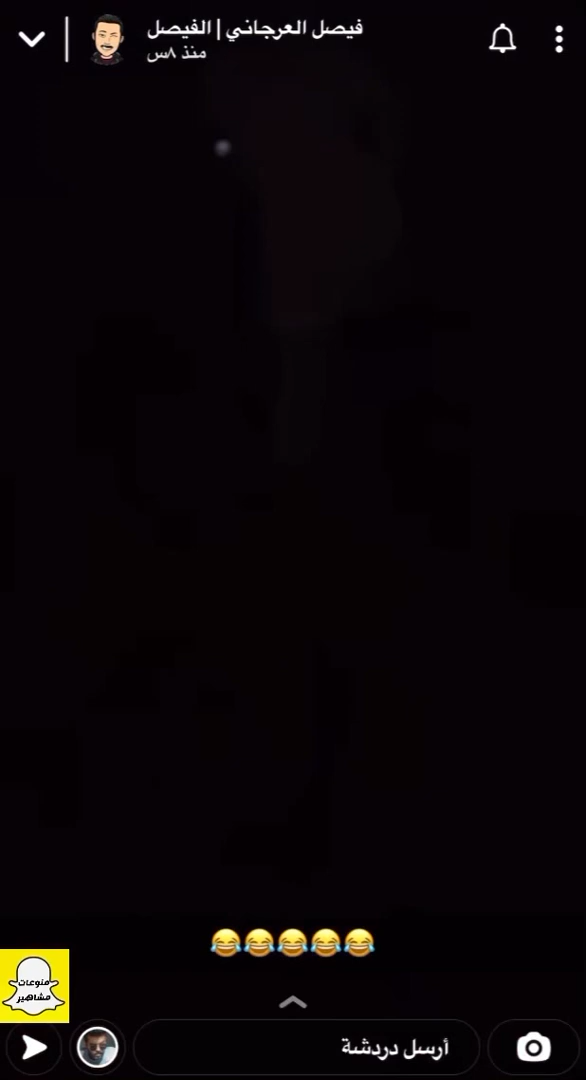 فيصل العرجاني | الفيصل
منذ ٨س
😂😂😂😂😂
منوعات
مشاهير
أرسل دردشة